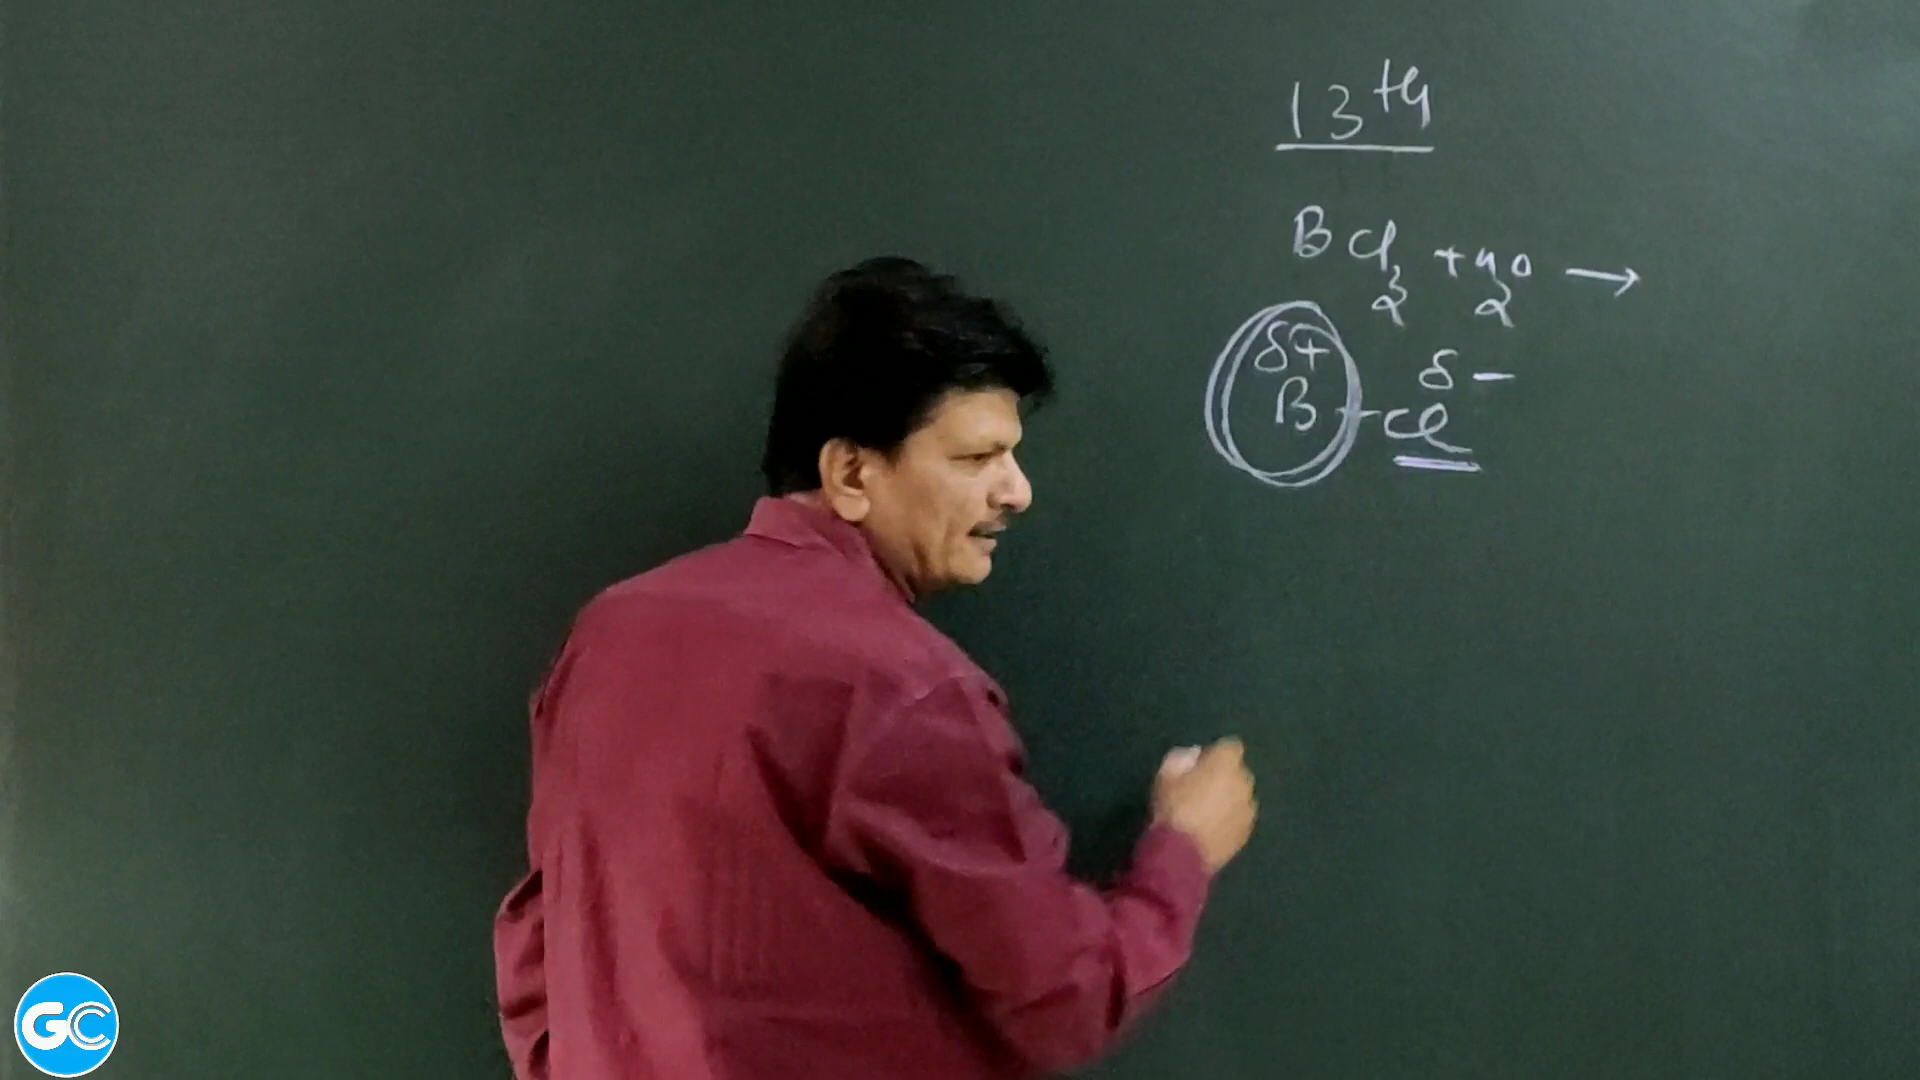 13th
BCl₃ + H₂O →
δ+ δ-
B-Cl
GC